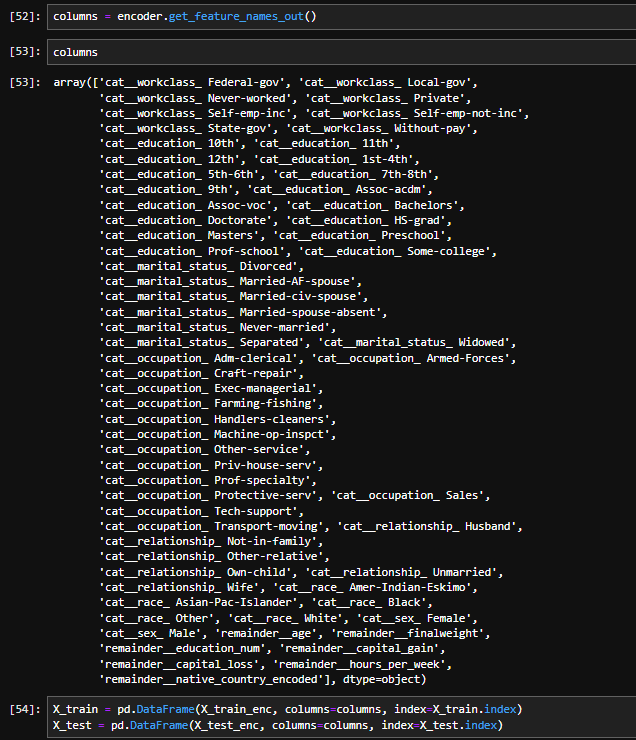 [52]: columns = encoder.get_feature_names_out()
[53]: columns
[53]: array(['cat__workclass_ Federal-gov', 'cat__workclass_ Local-gov',
'cat__workclass_ Never-worked', 'cat__workclass_ Private',
'cat__workclass_ Self-emp-inc', 'cat__workclass_ Self-emp-not-inc',
'cat__workclass_ State-gov', 'cat__workclass_ Without-pay',
'cat__education_ 10th', 'cat__education_ 11th',
'cat__education_ 12th', 'cat__education_ 1st-4th',
'cat__education_ 5th-6th', 'cat__education_ 7th-8th',
'cat__education_ 9th', 'cat__education_ Assoc-acdm',
'cat__education_ Assoc-voc', 'cat__education_ Bachelors',
'cat__education_ Doctorate', 'cat__education_ HS-grad',
'cat__education_ Masters', 'cat__education_ Preschool',
'cat__education_ Prof-school', 'cat__education_ Some-college',
'cat__marital_status_ Divorced',
'cat__marital_status_ Married-AF-spouse',
'cat__marital_status_ Married-civ-spouse',
'cat__marital_status_ Married-spouse-absent',
'cat__marital_status_ Never-married',
'cat__marital_status_ Separated', 'cat__marital_status_ Widowed',
'cat__occupation_ Adm-clerical', 'cat__occupation_ Armed-Forces',
'cat__occupation_ Craft-repair',
'cat__occupation_ Exec-managerial',
'cat__occupation_ Farming-fishing',
'cat__occupation_ Handlers-cleaners',
'cat__occupation_ Machine-op-inspct',
'cat__occupation_ Other-service',
'cat__occupation_ Priv-house-serv',
'cat__occupation_ Prof-specialty',
'cat__occupation_ Protective-serv', 'cat__occupation_ Sales',
'cat__occupation_ Tech-support',
'cat__occupation_ Transport-moving', 'cat__relationship_ Husband',
'cat__relationship_ Not-in-family',
'cat__relationship_ Other-relative',
'cat__relationship_ Own-child', 'cat__relationship_ Unmarried',
'cat__relationship_ Wife', 'cat__race_ Amer-Indian-Eskimo',
'cat__race_ Asian-Pac-Islander', 'cat__race_ Black',
'cat__race_ Other', 'cat__race_ White', 'cat__sex_ Female',
'cat__sex_ Male', 'remainder__age', 'remainder__finalweight',
'remainder__education_num', 'remainder__capital_gain',
'remainder__capital_loss', 'remainder__hours_per_week',
'remainder__native_country_encoded'], dtype=object)
[54]: X_train = pd.DataFrame(X_train_enc, columns=columns, index=X_train.index)
X_test = pd.DataFrame(X_test_enc, columns=columns, index=X_test.index)